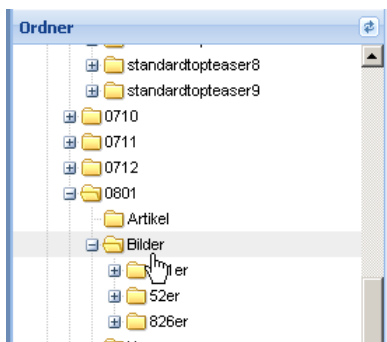 Ordner
standardtopteaser8
standardtopteaser9
0710
0711
0712
0801
Artikel
Bilder
52er
826er